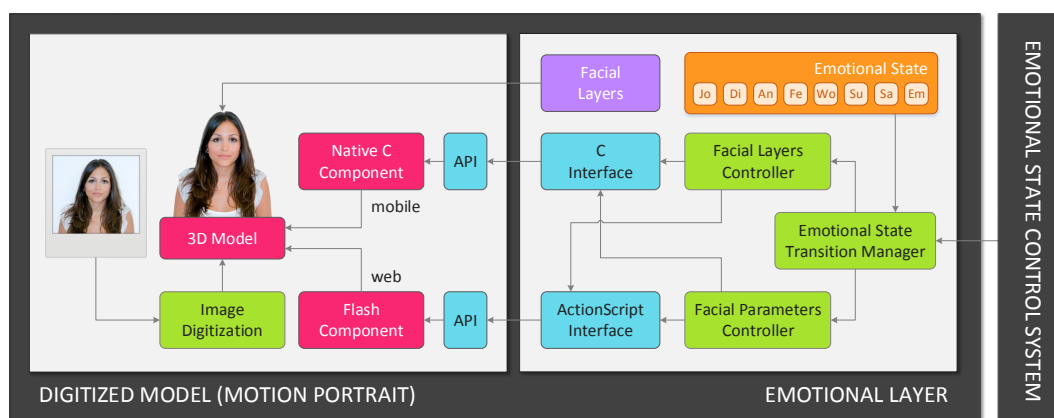 Facial
Layers
Emotional State
Jo Di An Fe Wo Su Sa Em
Native C
Component
API
C
Interface
Facial Layers
Controller
mobile
3D Model
Emotional State
Transition Manager
web
Image
Digitization
Flash
Component
API
ActionScript
Interface
Facial Parameters
Controller
DIGITIZED MODEL (MOTION PORTRAIT)
EMOTIONAL LAYER
EMOTIONAL STATE CONTROL SYSTEM